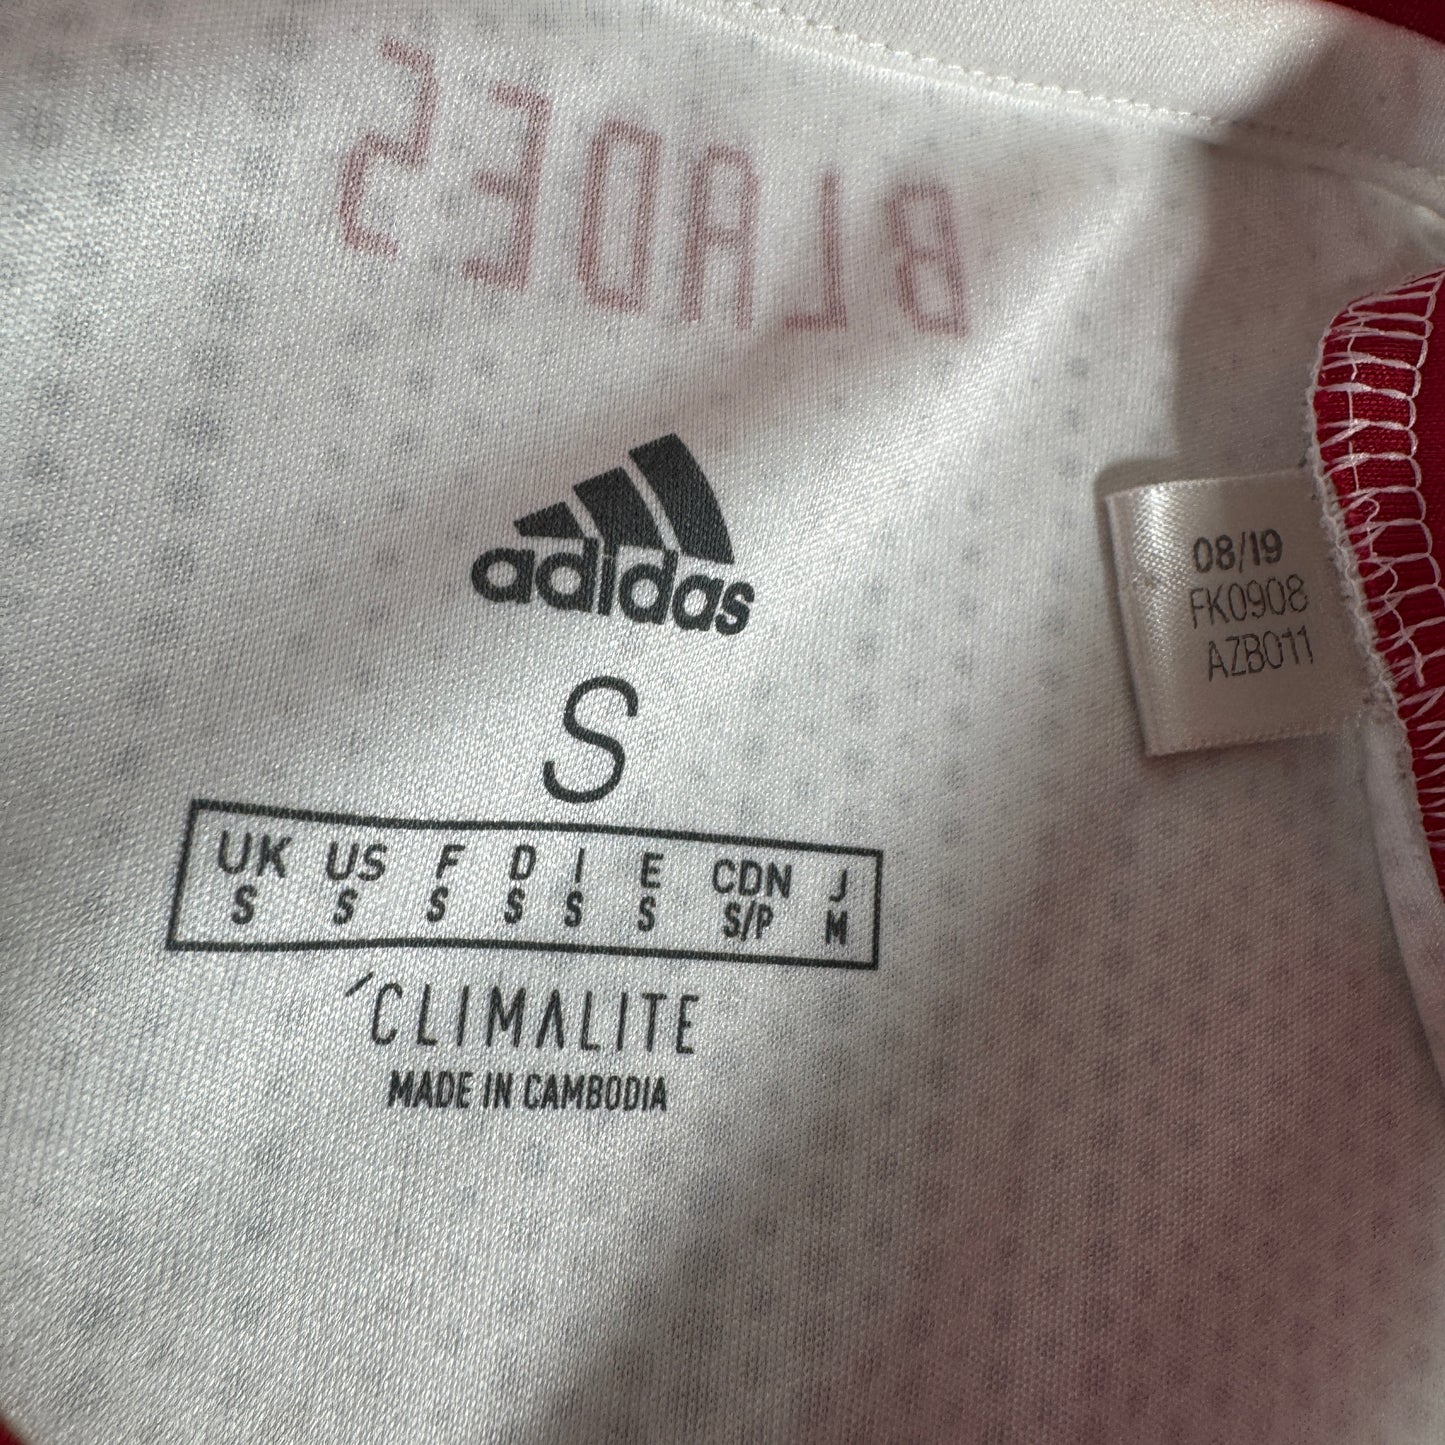 BLADES
adidas
S
UK US F D I E CDN J
S S S S S S S/P M
CLIMALITE
MADE IN CAMBODIA
08/19
FK0908
AZB011